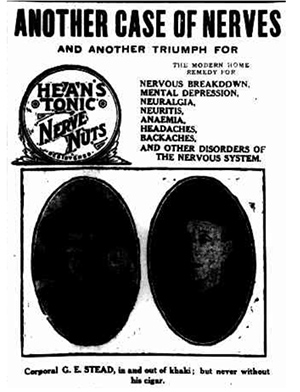 ANOTHER CASE OF NERVES
AND ANOTHER TRIUMPH FOR
THE MODERN HOME
REMEDY FOR
HEAN'S
TONIC
NERVE
NUTS
REGISTERED
NERVOUS BREAKDOWN,
MENTAL DEPRESSION,
NEURALGIA,
NEURITIS,
ANAEMIA,
HEADACHES,
BACKACHES,
AND OTHER DISORDERS OF
THE NERVOUS SYSTEM.
Corporal G. E. STEAD, in and out of khaki; but never without
his cigar.